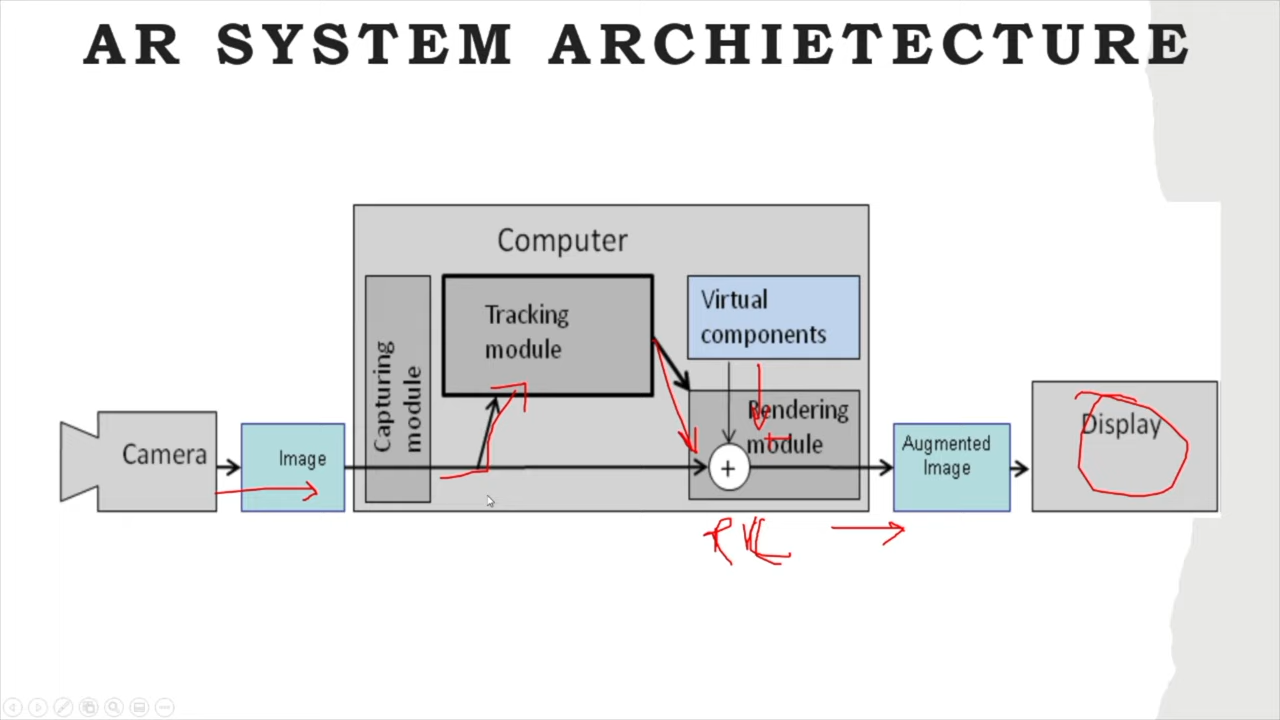 AR SYSTEM ARCHIETECTURE
Computer
Tracking
module
Virtual
components
Capturing
module
Rendering
module
Camera
Image
+
Augmented
Image
Display